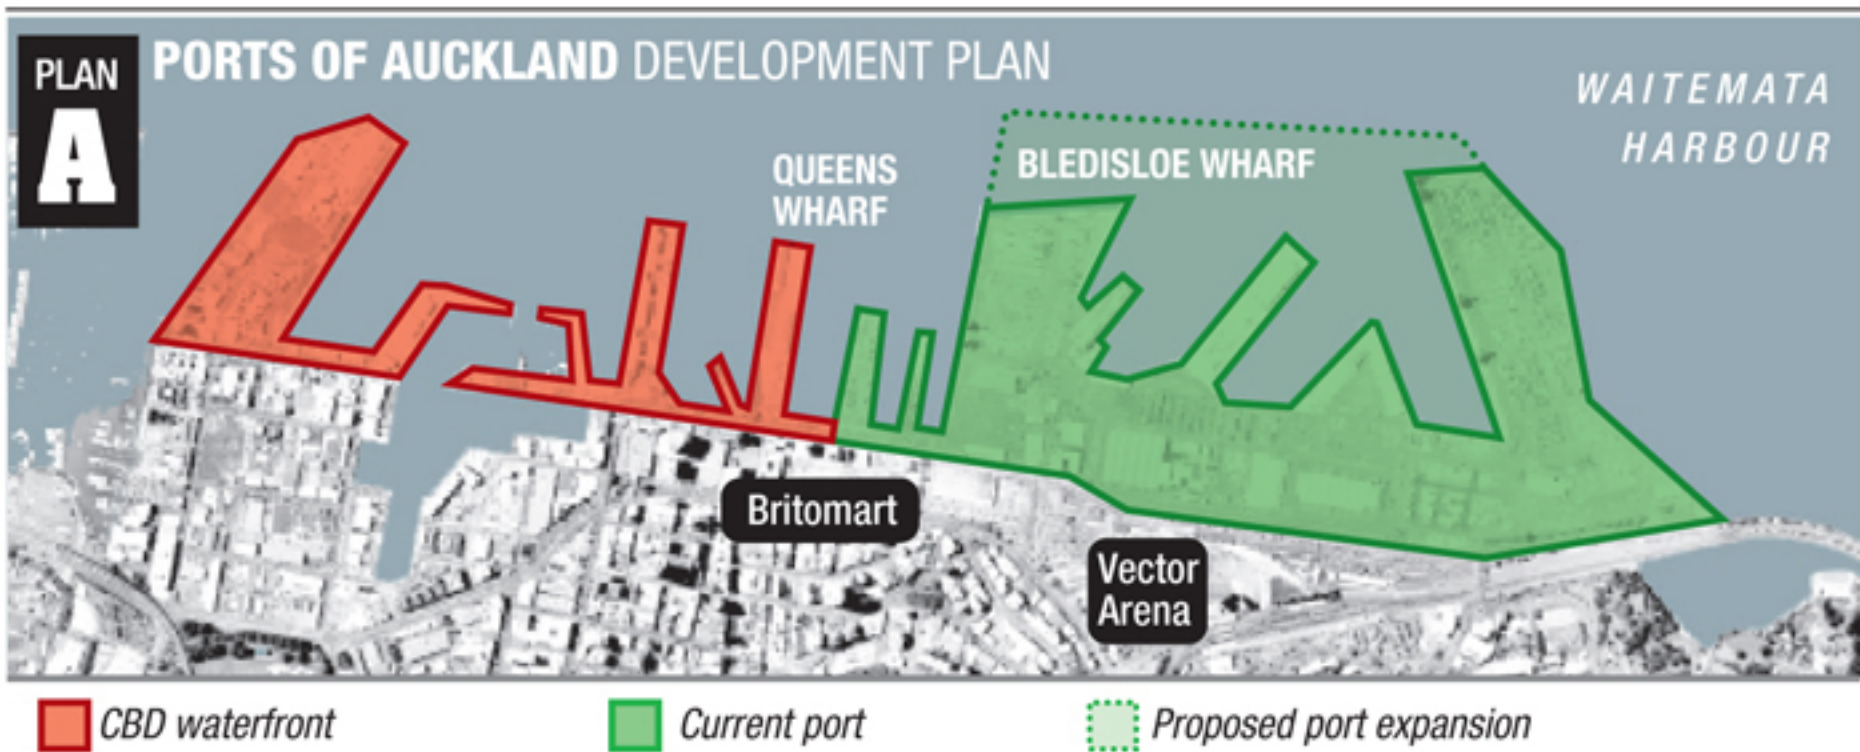 PLAN
A
PORTS OF AUCKLAND DEVELOPMENT PLAN
WAITEMATA
HARBOUR
QUEENS
WHARF
BLEDISLOE WHARF
Britomart
Vector
Arena
CBD waterfront
Current port
Proposed port expansion